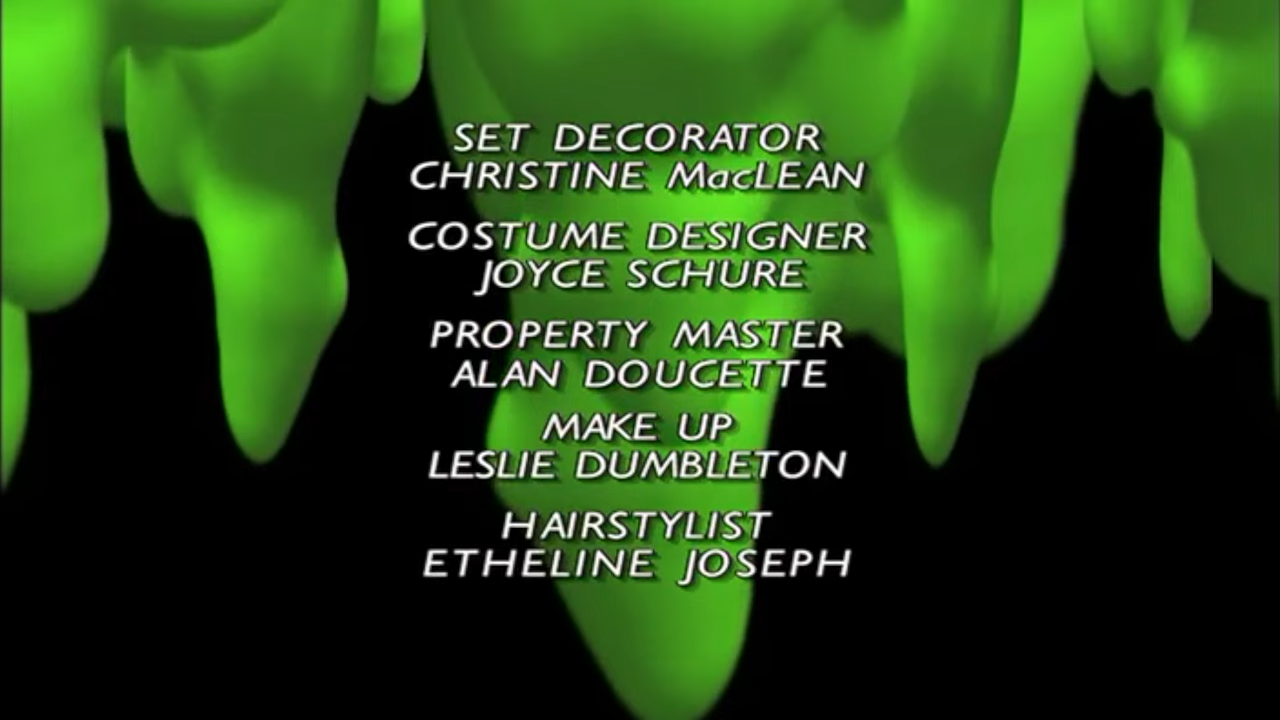 SET DECORATOR
CHRISTINE MacLEAN
COSTUME DESIGNER
JOYCE SCHURE
PROPERTY MASTER
ALAN DOUCETTE
MAKE UP
LESLIE DUMBLETON
HAIRSTYLIST
ETHELINE JOSEPH